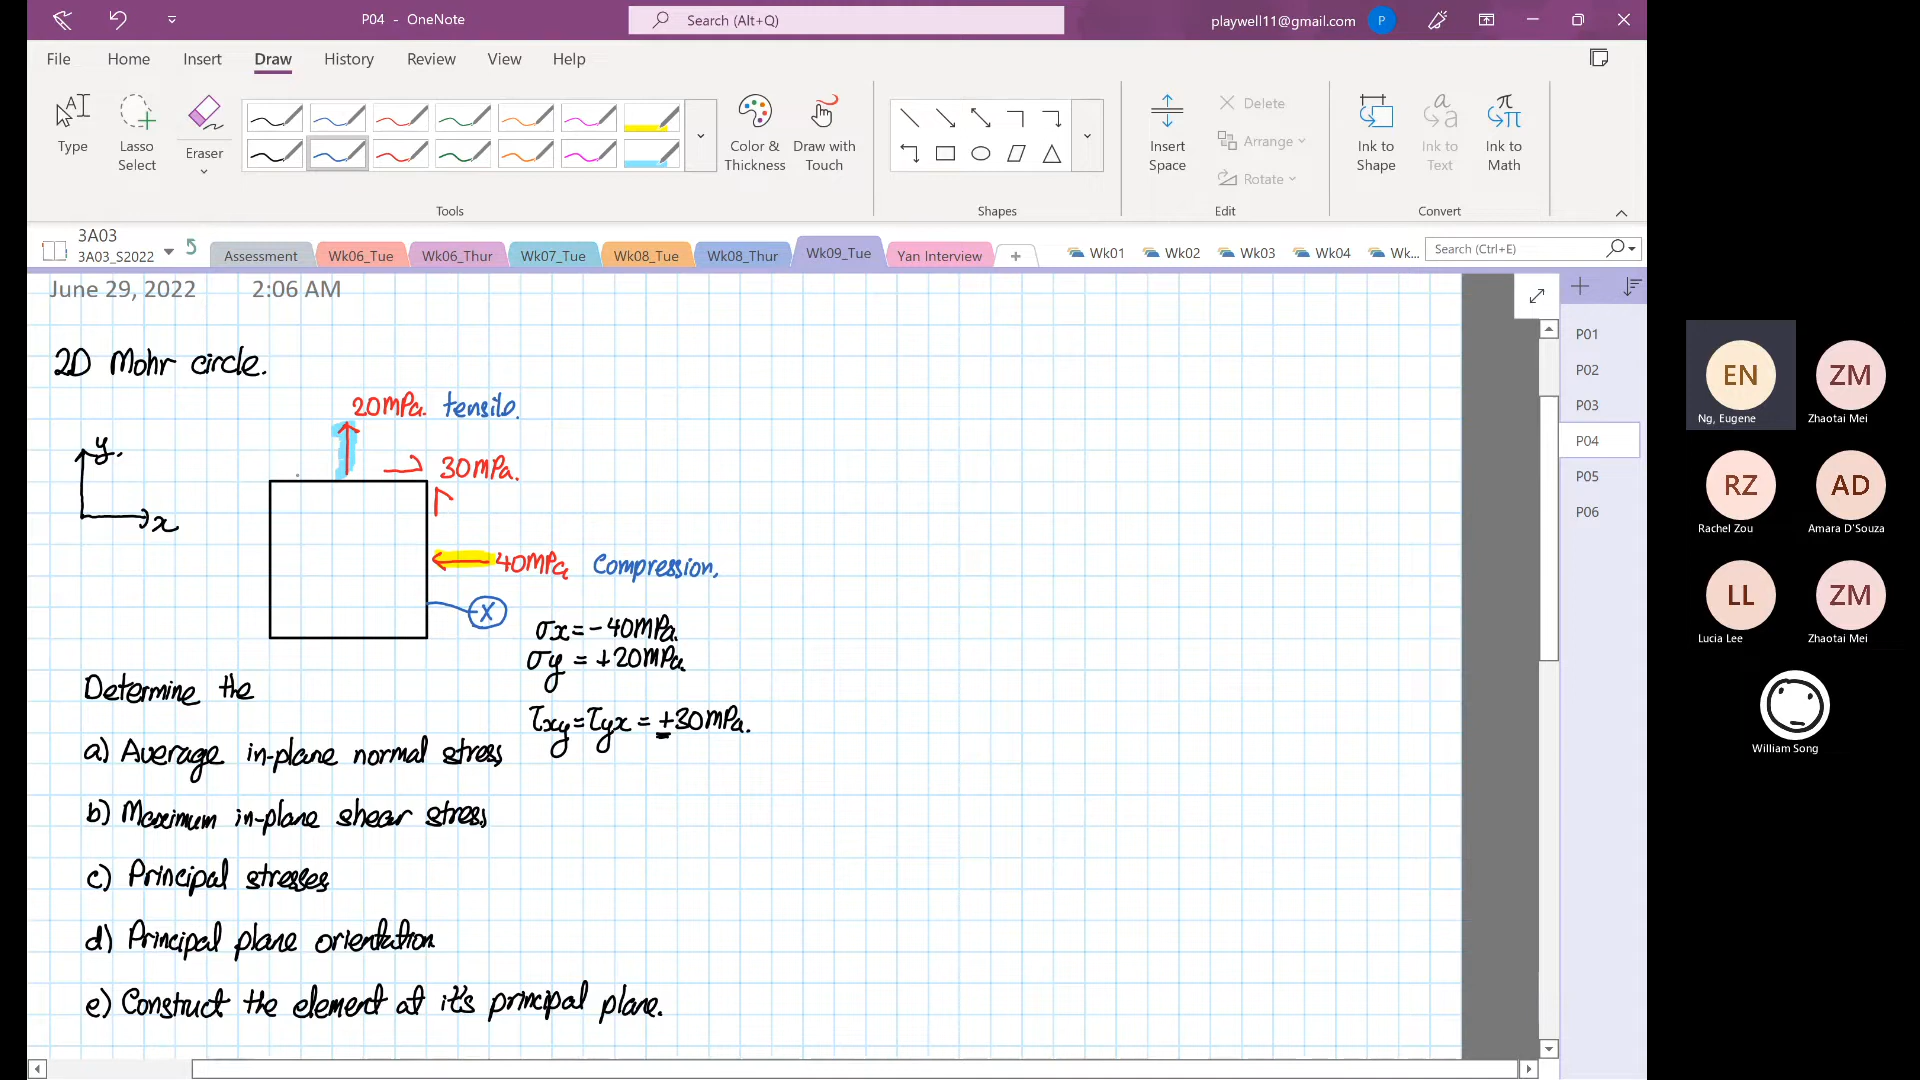 P04 - OneNote
Search (Alt+Q)
playwell11@gmail.com
P
File Home Insert Draw History Review View Help
Type
Lasso Select
Eraser
Color & Thickness
Draw with Touch
Insert Space
Delete
Arrange
Rotate
Ink to Shape
Ink to Text
Ink to Math
Tools
Shapes
Edit
Convert
3A03
3A03_S2022
Assessment Wk06_Tue Wk06_Thur Wk07_Tue Wk08_Tue Wk08_Thur Wk09_Tue Yan Interview
Wk01 Wk02 Wk03 Wk04 Wk...
Search (Ctrl+E)
June 29, 2022 2:06 AM
2D Mohr circle.
20MPa. tensile.
y.
x
30MPa.
40MPa Compression.
X
σx = -40MPa.
σy = +20MPa
τxy = τyx = +30MPa.
Determine the
a) Average in-plane normal stress
b) Maximum in-plane shear stress
c) Principal stresses
d) Principal plane orientation
e) Construct the element at it's principal plane.
P01
P02
P03
P04
P05
P06
EN
Ng, Eugene
ZM
Zhaotai Mei
RZ
Rachel Zou
AD
Amara D'Souza
LL
Lucia Lee
ZM
Zhaotai Mei
William Song